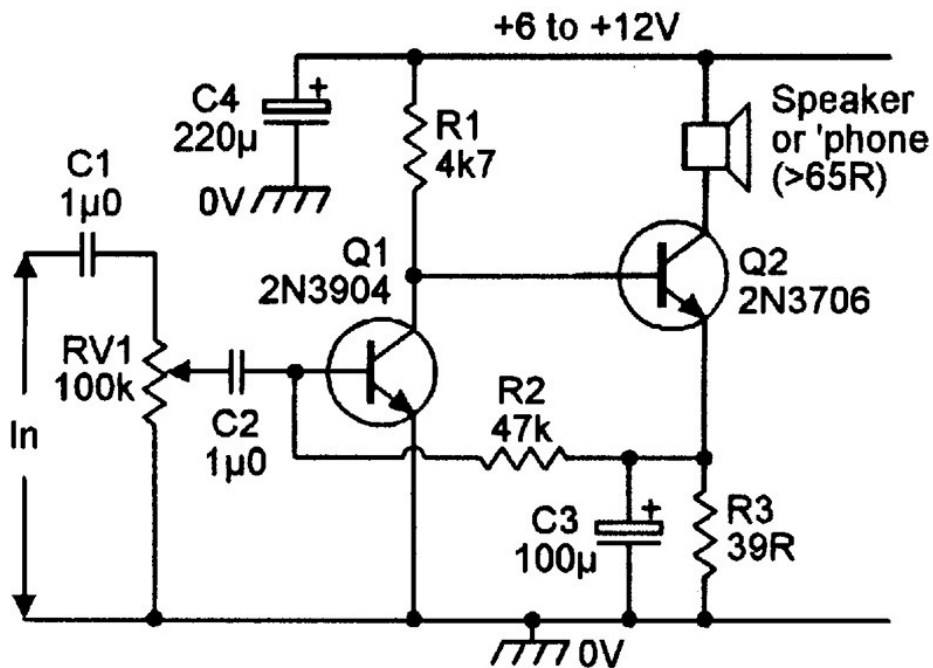 +6 to +12V
C4
220µ
+
R1
4k7
Speaker
or 'phone
(>65R)
C1
1µ0
0V
Q1
2N3904
Q2
2N3706
RV1
100k
R2
47k
In
C2
1µ0
C3
100µ
+
R3
39R
0V